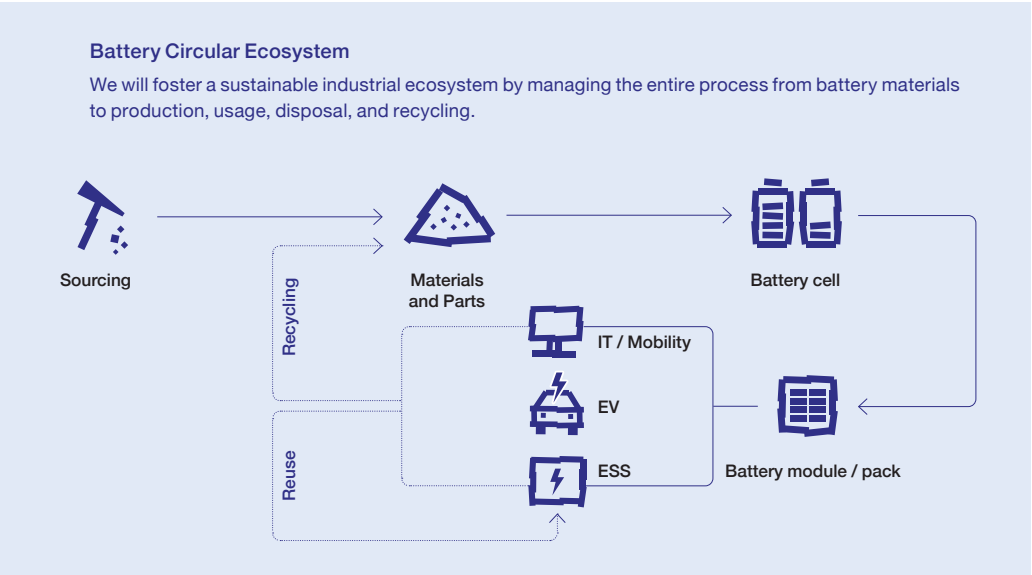 Battery Circular Ecosystem
We will foster a sustainable industrial ecosystem by managing the entire process from battery materials
to production, usage, disposal, and recycling.
Sourcing
Materials
and Parts
Battery cell
Recycling
IT / Mobility
EV
ESS
Battery module / pack
Reuse